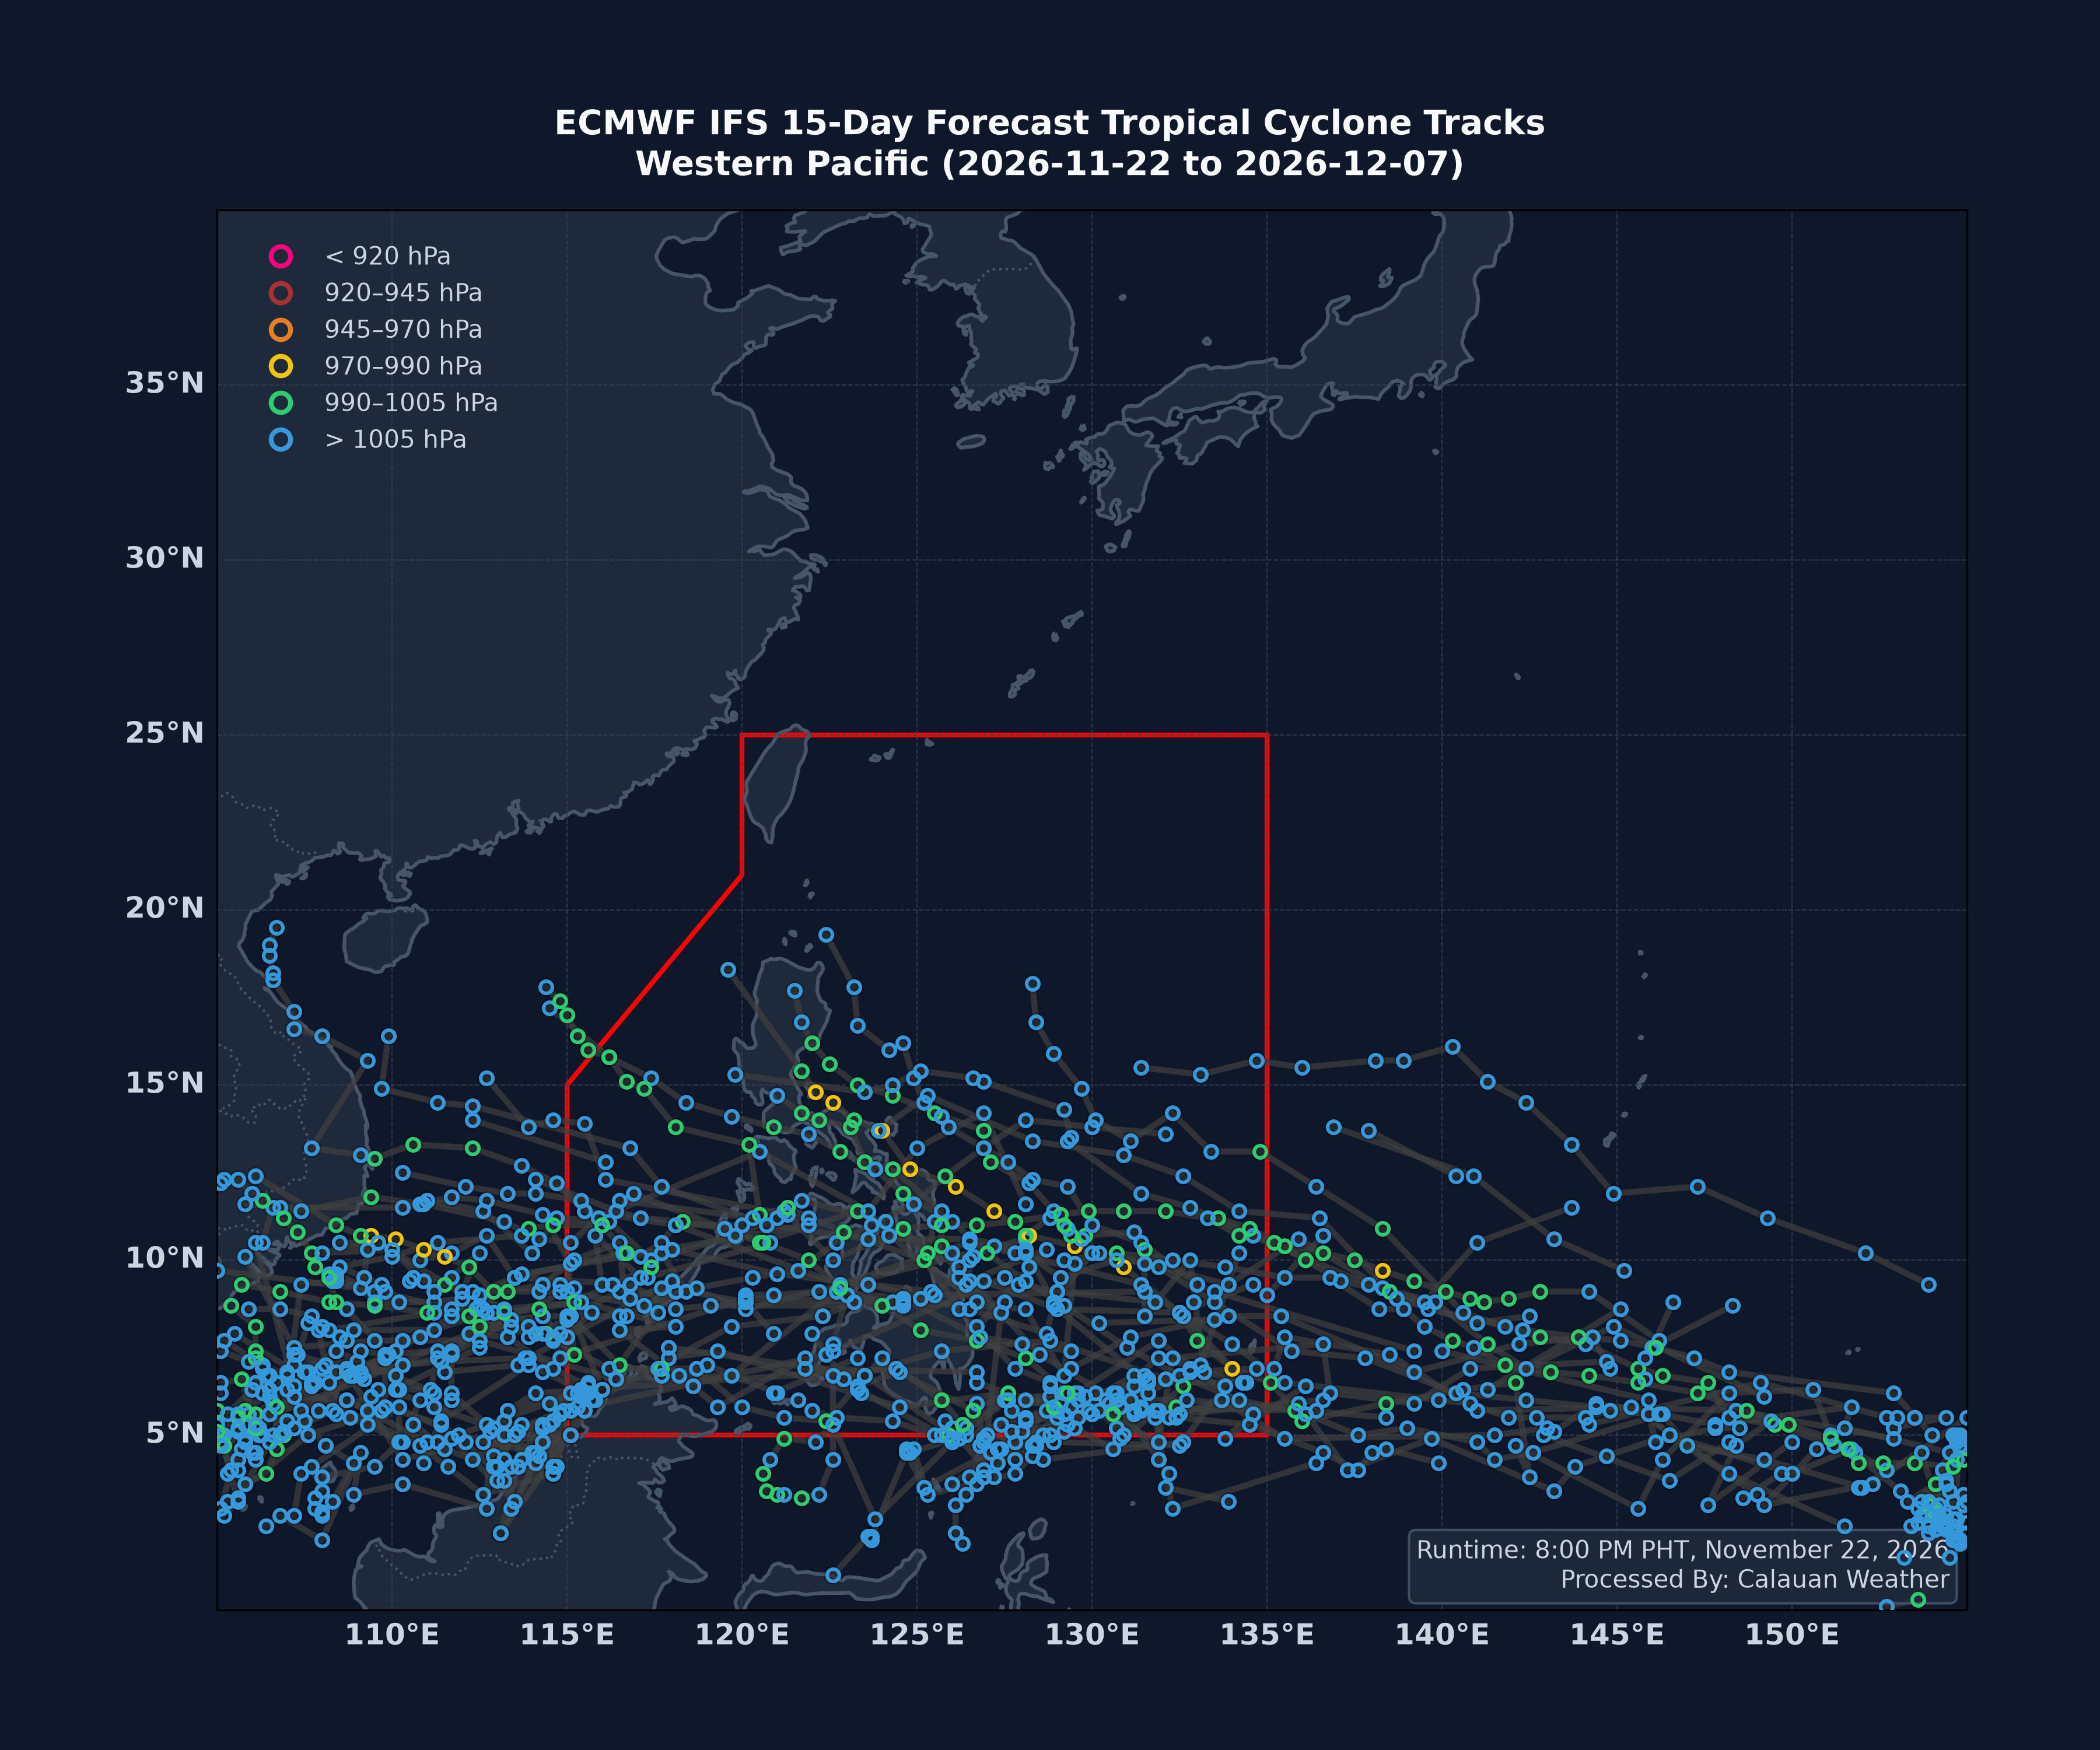 ECMWF IFS 15-Day Forecast Tropical Cyclone Tracks
Western Pacific (2026-11-22 to 2026-12-07)
< 920 hPa
920–945 hPa
945–970 hPa
970–990 hPa
990–1005 hPa
> 1005 hPa
35°N
30°N
25°N
20°N
15°N
10°N
5°N
Runtime: 8:00 PM PHT, November 22, 2026
Processed By: Calauan Weather
110°E 115°E 120°E 125°E 130°E 135°E 140°E 145°E 150°E